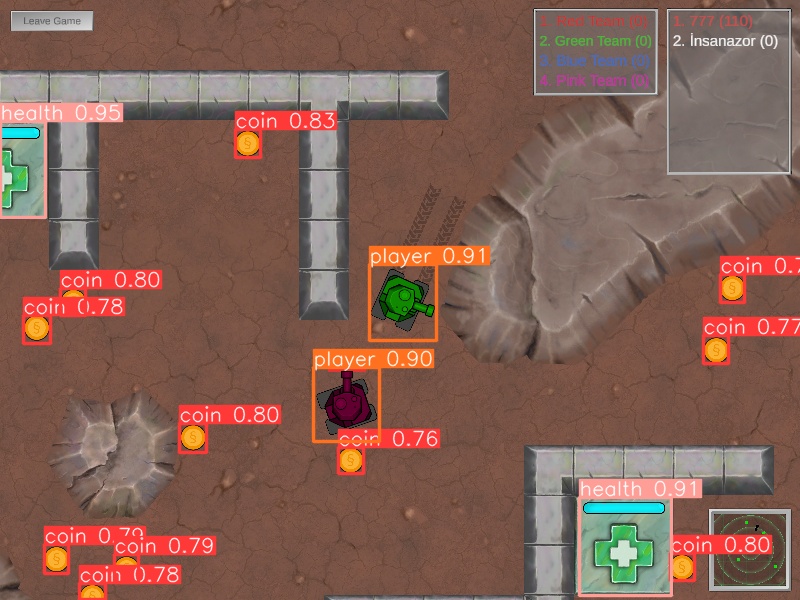 Leave Game
1. Red Team (0)
2. Green Team (0)
3. Blue Team (0)
4. Pink Team (0)
1. 777 (110)
2. İnsanazor (0)
health 0.95
coin 0.83
player 0.91
coin 0.80
coin 0.78
coin 0.7
coin 0.77
player 0.90
coin 0.80
coin 0.76
health 0.91
coin 0.79
coin 0.79
coin 0.78
coin 0.80